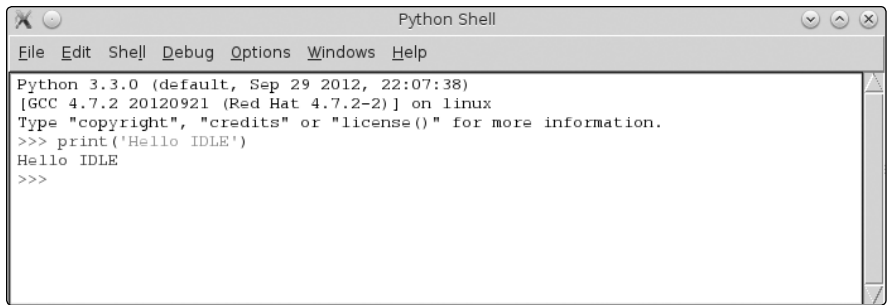 Python Shell
File Edit Shell Debug Options Windows Help
Python 3.3.0 (default, Sep 29 2012, 22:07:38)
[GCC 4.7.2 20120921 (Red Hat 4.7.2-2)] on linux
Type "copyright", "credits" or "license()" for more information.
>>> print('Hello IDLE')
Hello IDLE
>>>